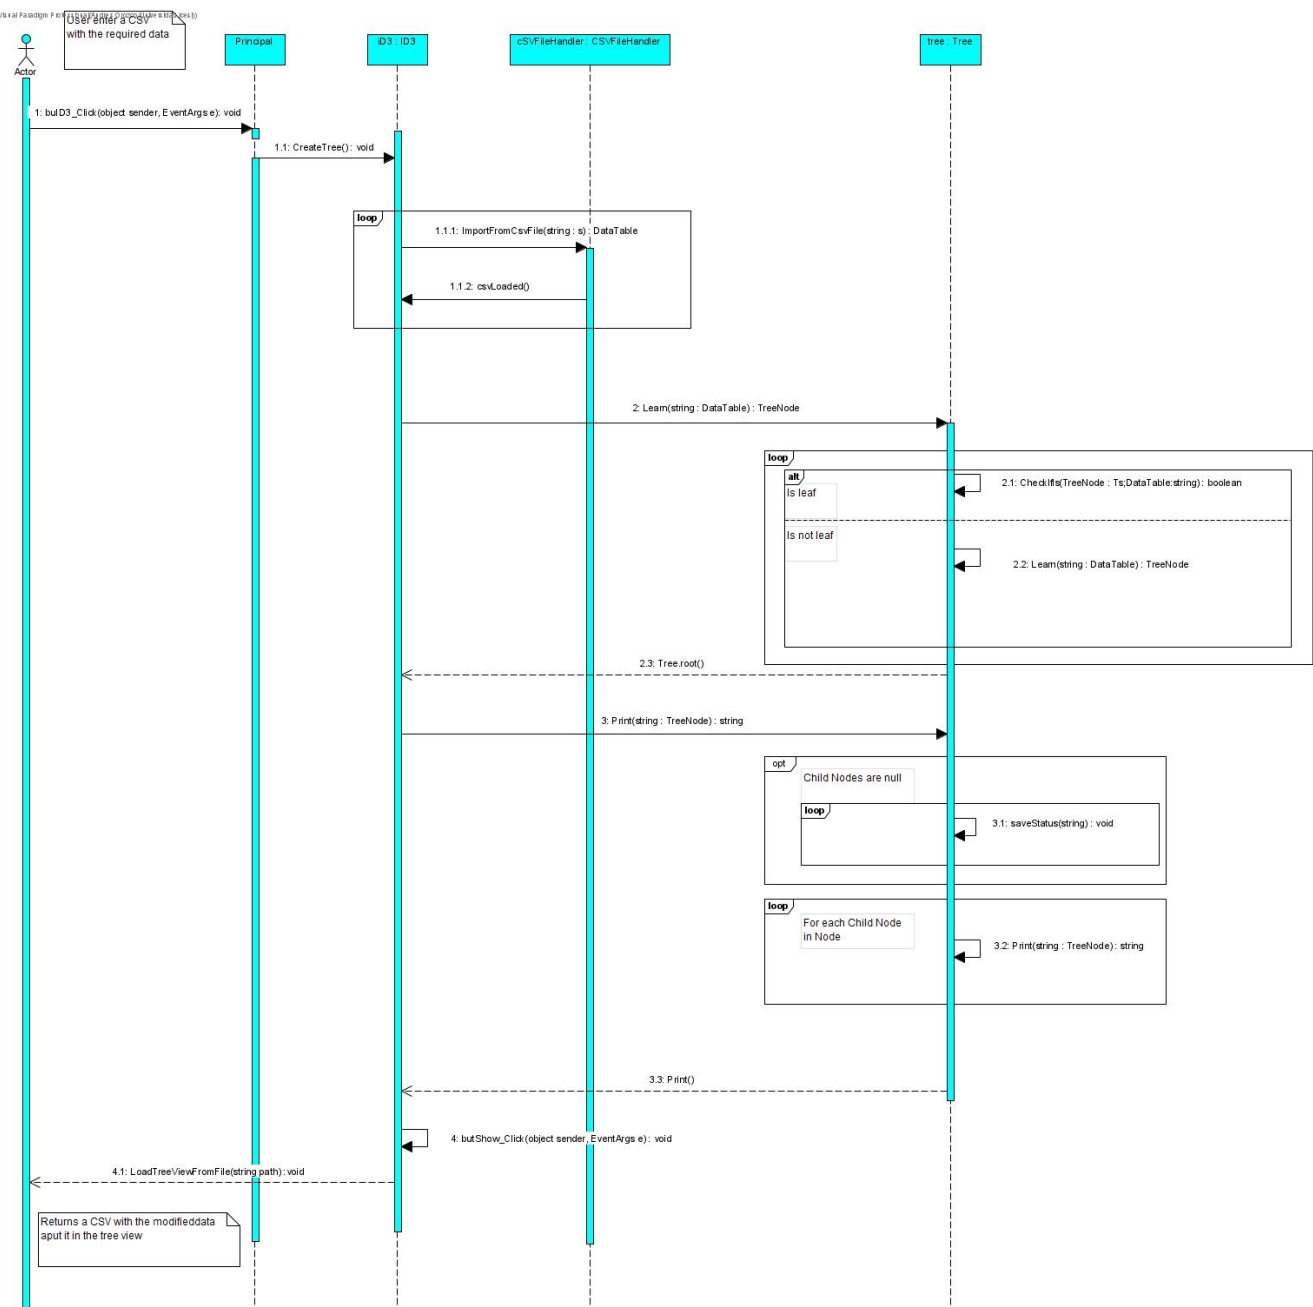 User enter a CSV
with the required data
Actor
Principal
iD3 : ID3
cSVFileHandler : CSVFileHandler
tree : Tree
1: buID3_Click(object sender, EventArgs e): void
1.1: CreateTree() : void
loop
1.1.1: ImportFromCsvFile(string : s) : DataTable
1.1.2: csvLoaded()
2: Learn(string : DataTable) : TreeNode
loop
alt
Is leaf
2.1: CheckIfIs(TreeNode : Ts;DataTable:string) : boolean
Is not leaf
2.2: Learn(string : DataTable) : TreeNode
2.3: Tree.root()
3: Print(string : TreeNode) : string
opt
Child Nodes are null
loop
3.1: saveStatus(string) : void
loop
For each Child Node
in Node
3.2: Print(string : TreeNode) : string
3.3: Print()
4: butShow_Click(object sender, EventArgs e) : void
4.1: LoadTreeViewFromFile(string path) : void
Returns a CSV with the modifieddata
aput it in the tree view